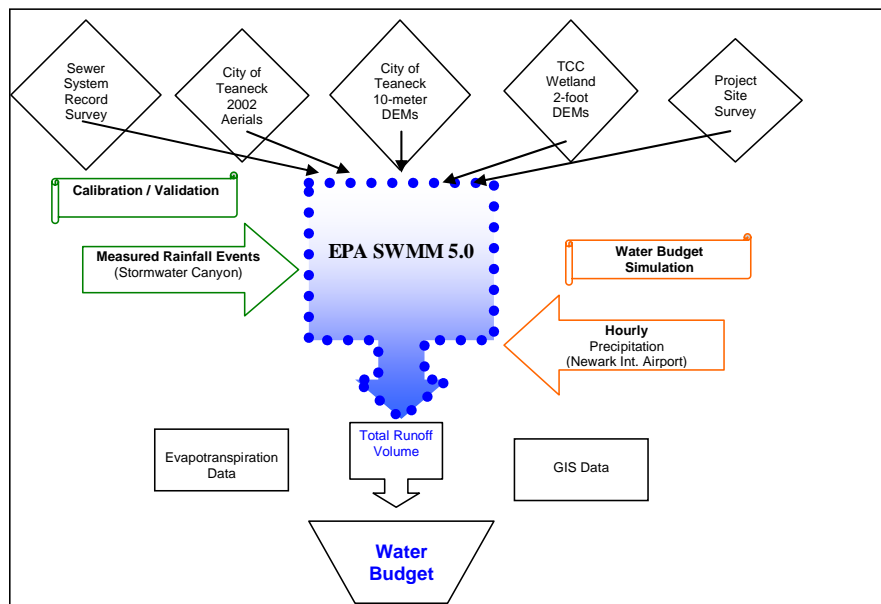 Sewer
System
Record
Survey
City of
Teaneck
2002
Aerials
City of
Teaneck
10-meter
DEMs
TCC
Wetland
2-foot
DEMs
Project
Site
Survey
Calibration / Validation
Measured Rainfall Events
(Stormwater Canyon)
EPA SWMM 5.0
Water Budget
Simulation
Hourly
Precipitation
(Newark Int. Airport)
Evapotranspiration
Data
Total Runoff
Volume
GIS Data
Water
Budget